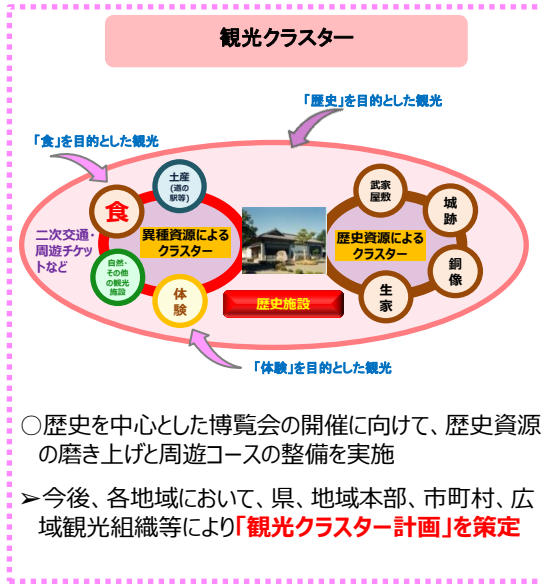 観光クラスター
「歴史」を目的とした観光
「食」を目的とした観光
土産
(道の
駅等)
食
二次交通・
周遊チケッ
トなど
異種資源による
クラスター
自然・
その他
の観光
施設
体
験
歴史施設
武家
屋敷
城
跡
歴史資源による
クラスター
銅
像
生
家
「体験」を目的とした観光
○歴史を中心とした博覧会の開催に向けて、歴史資源
の磨き上げと周遊コースの整備を実施
➢今後、各地域において、県、地域本部、市町村、広
域観光組織等により「観光クラスター計画」を策定